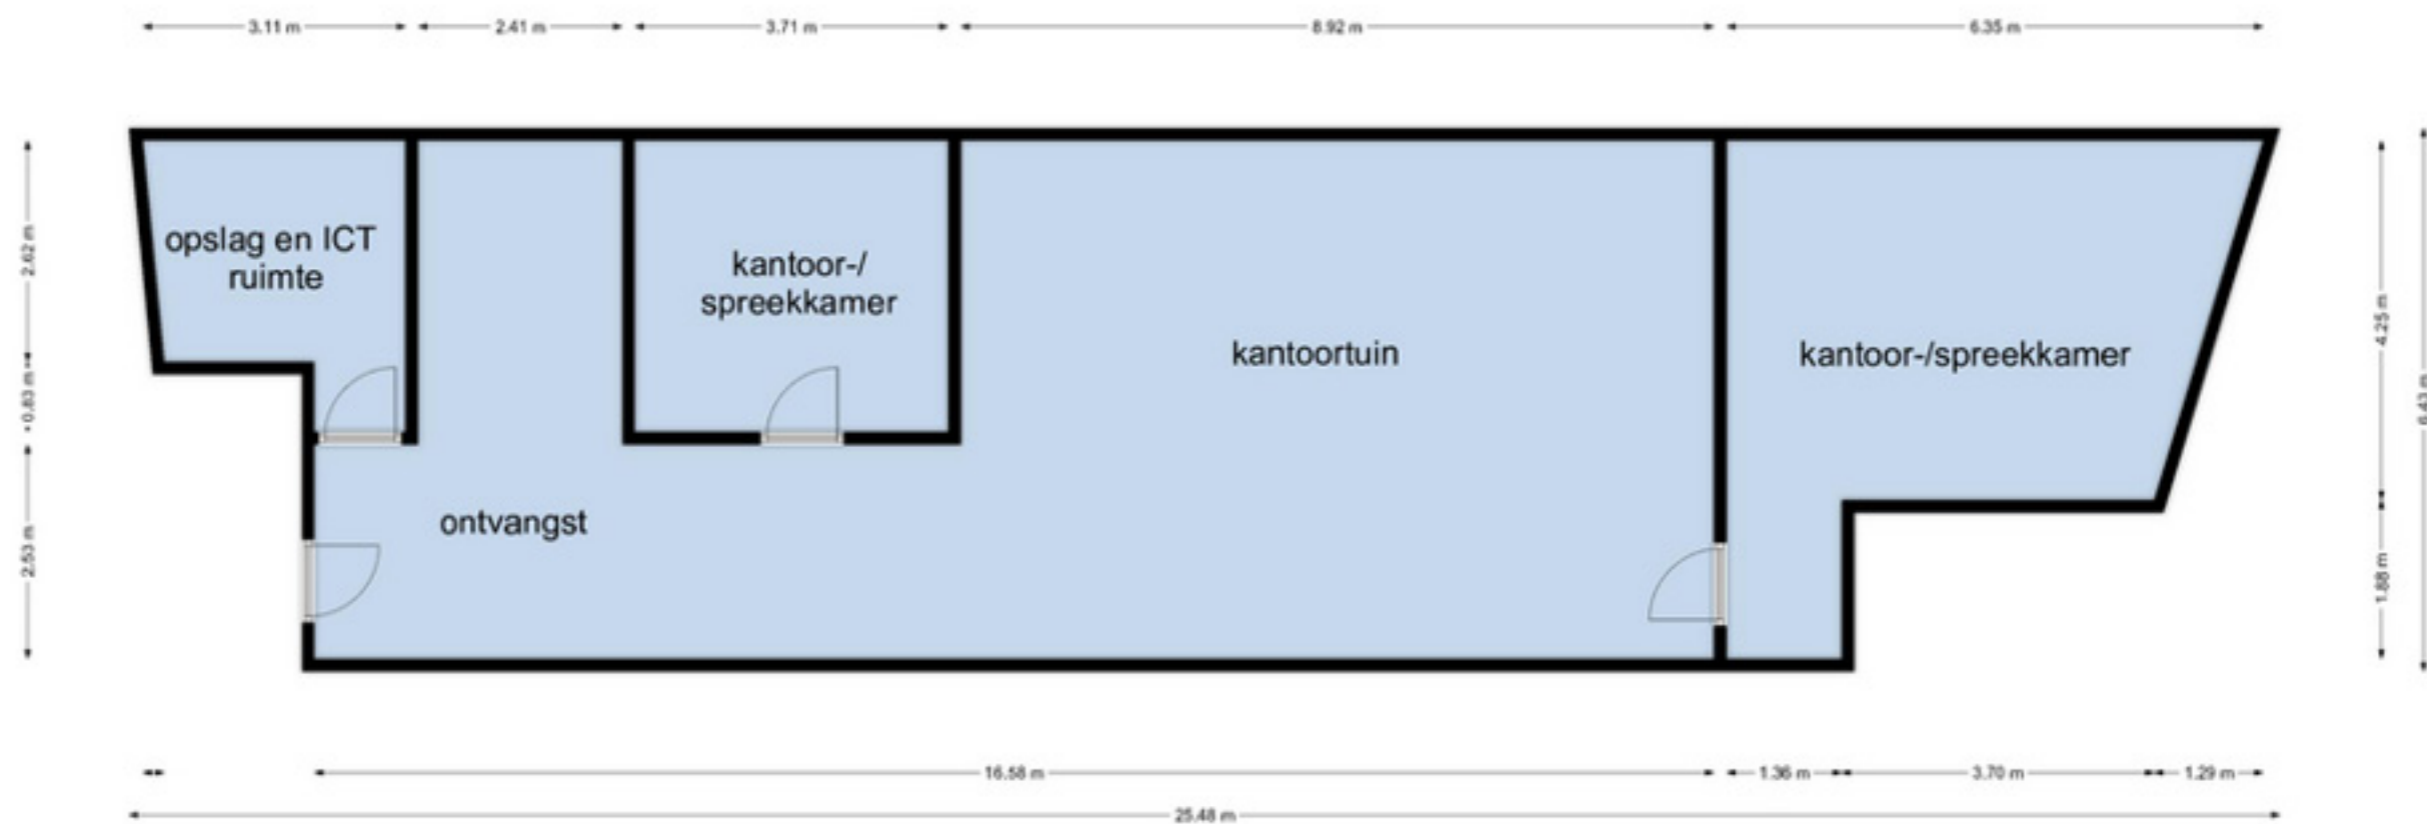 3.11 m 2.41 m 3.71 m 8.92 m 6.35 m
opslag en ICT
ruimte
kantoor-/
spreekkamer
kantoortuin
kantoor-/spreekkamer
ontvangst
2.62 m
0.83 m
2.53 m
4.25 m
1.88 m
6.43 m
16.58 m 1.36 m 3.70 m 1.29 m
25.48 m